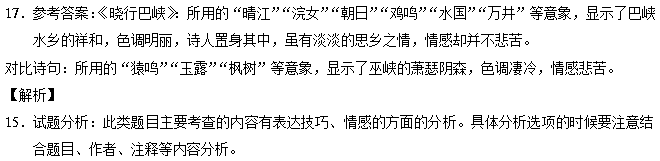 17．参考答案：《晓行巴峡》：所用的“晴江”“浣女”“朝日”“鸡鸣”“水国”“万井”等意象，显示了巴峡
水乡的祥和，色调明丽，诗人置身其中，虽有淡淡的思乡之情，情感却并不悲苦。
对比诗句：所用的“猿鸣”“玉露”“枫树”等意象，显示了巫峡的萧瑟阴森，色调凄冷，情感悲苦。
【解析】
15．试题分析：此类题目主要考查的内容有表达技巧、情感的方面的分析。具体分析选项的时候要注意结
合题目、作者、注释等内容分析。